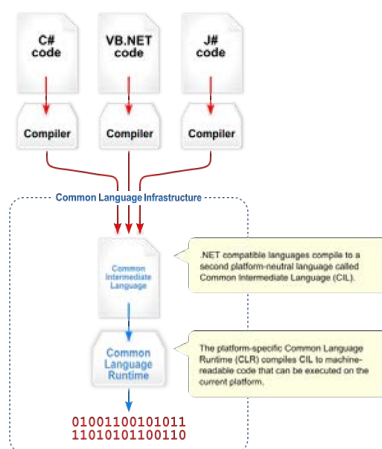 C#
code
VB.NET
code
J#
code
Compiler
Compiler
Compiler
Common Language Infrastructure
Common
Intermediate
Language
.NET compatible languages compile to a
second platform-neutral language called
Common Intermediate Language (CIL).
Common
Language
Runtime
The platform-specific Common Language
Runtime (CLR) compiles CIL to machine-
readable code that can be executed on the
current platform.
01001100101011
11010101100110